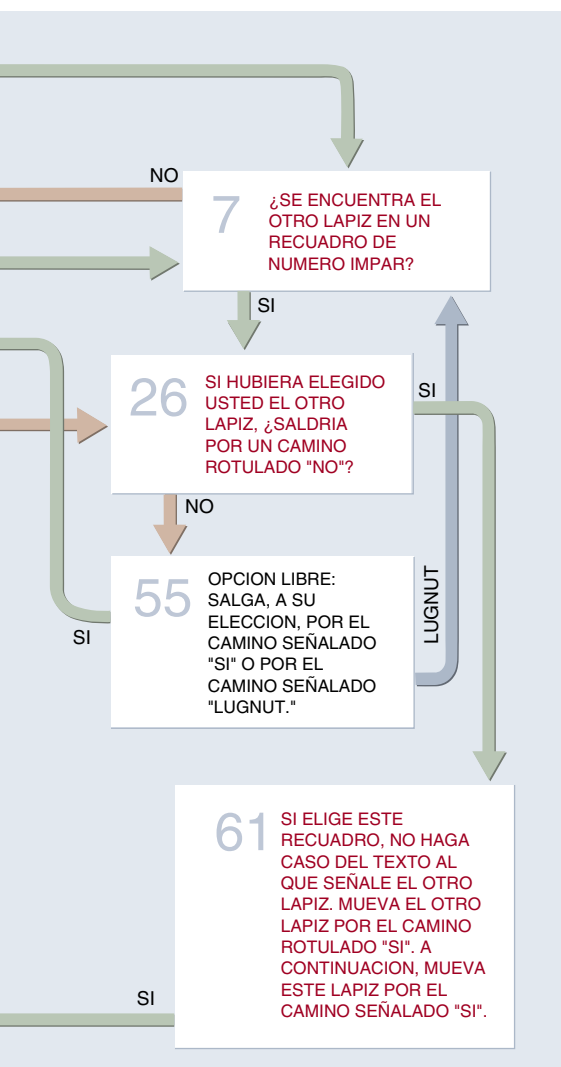 NO
7
¿SE ENCUENTRA EL
OTRO LAPIZ EN UN
RECUADRO DE
NUMERO IMPAR?
SI
26
SI HUBIERA ELEGIDO
USTED EL OTRO
LAPIZ, ¿SALDRIA
POR UN CAMINO
ROTULADO "NO"?
SI
NO
55
OPCION LIBRE:
SALGA, A SU
ELECCION, POR EL
CAMINO SEÑALADO
"SI" O POR EL
CAMINO SEÑALADO
"LUGNUT."
SI
LUGNUT
61
SI ELIGE ESTE
RECUADRO, NO HAGA
CASO DEL TEXTO AL
QUE SEÑALE EL OTRO
LAPIZ. MUEVA EL OTRO
LAPIZ POR EL CAMINO
ROTULADO "SI". A
CONTINUACION, MUEVA
ESTE LAPIZ POR EL
CAMINO SEÑALADO "SI".
SI